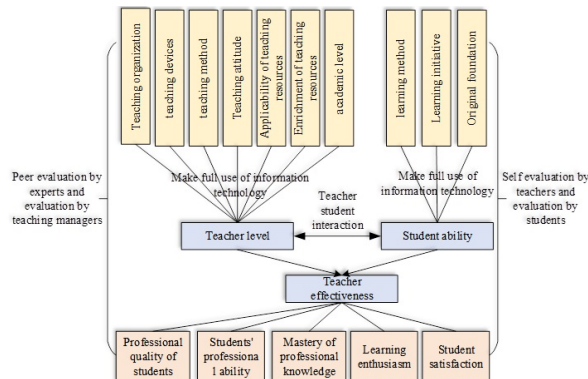 Teaching organization
teaching devices
teaching method
Teaching attitude
Applicability of teaching
resources
Enrichment of teaching
resources
academic level
learning method
Learning initiative
Original foundation
Peer evaluation by
experts and
evaluation by
teaching managers
Make full use of information
technology
Make full use of
information technology
Self evaluation by
teachers and
evaluation by
students
Teacher
student
interaction
Teacher level
Student ability
Teacher
effectiveness
Professional
quality of
students
Students'
professiona
l ability
Mastery of
professional
knowledge
Learning
enthusiasm
Student
satisfaction